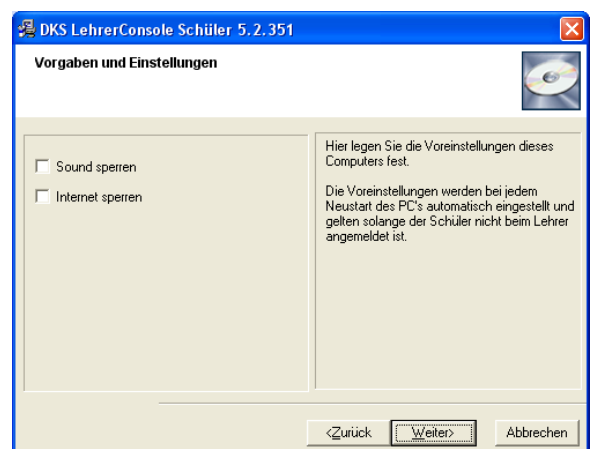 DKS LehrerConsole Schüler 5.2.351
Vorgaben und Einstellungen
Sound sperren
Internet sperren
Hier legen Sie die Voreinstellungen dieses
Computers fest.
Die Voreinstellungen werden bei jedem
Neustart des PC's automatisch eingestellt und
gelten solange der Schüler nicht beim Lehrer
angemeldet ist.
<Zurück
Weiter>
Abbrechen